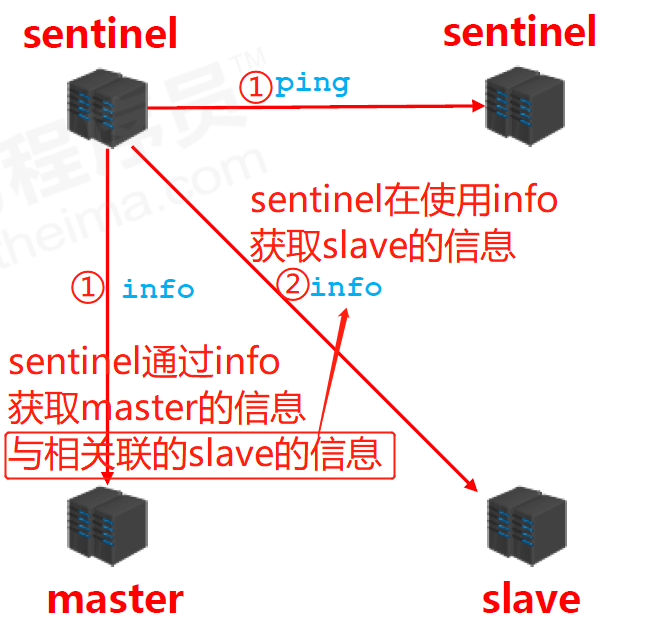 sentinel
sentinel
①ping
程序员™
theima.com
sentinel在使用info
获取slave的信息
① info
②info
sentinel通过info
获取master的信息
与相关联的slave的信息
master
slave